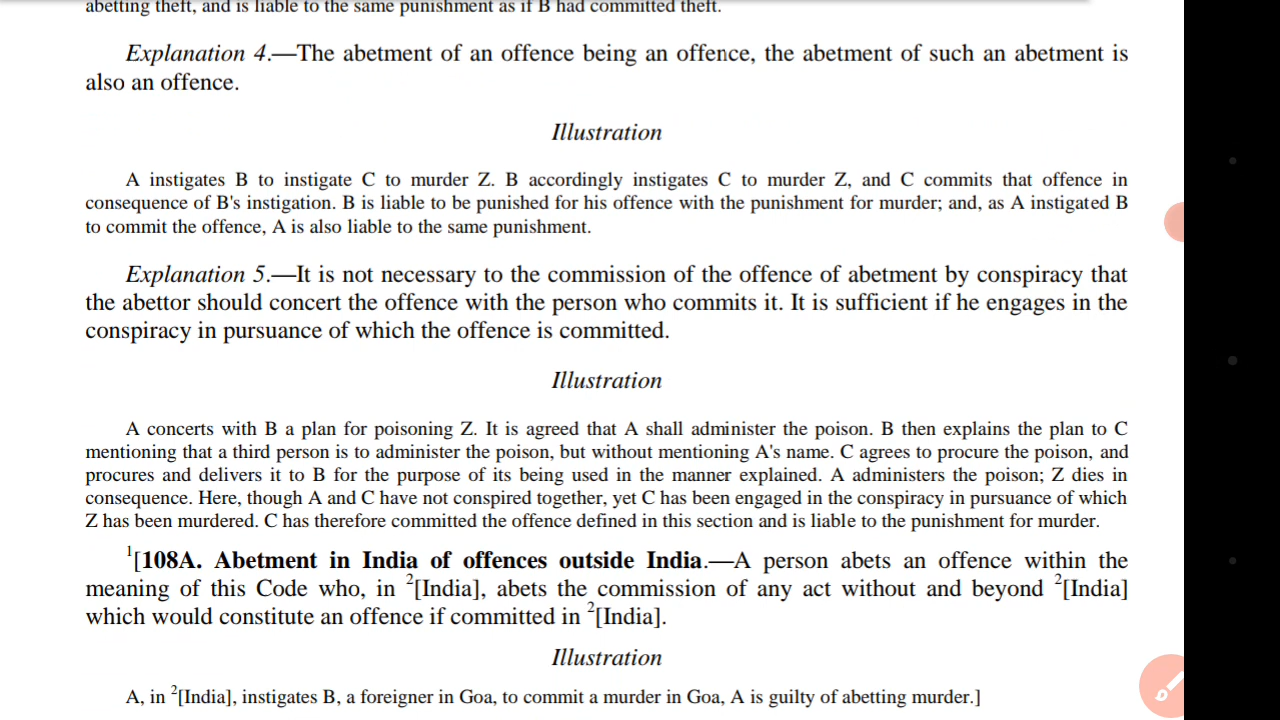 abetting theft, and is liable to the same punishment as if B had committed theft.
Explanation 4.—The abetment of an offence being an offence, the abetment of such an abetment is
also an offence.
Illustration
A instigates B to instigate C to murder Z. B accordingly instigates C to murder Z, and C commits that offence in
consequence of B's instigation. B is liable to be punished for his offence with the punishment for murder; and, as A instigated B
to commit the offence, A is also liable to the same punishment.
Explanation 5.—It is not necessary to the commission of the offence of abetment by conspiracy that
the abettor should concert the offence with the person who commits it. It is sufficient if he engages in the
conspiracy in pursuance of which the offence is committed.
Illustration
A concerts with B a plan for poisoning Z. It is agreed that A shall administer the poison. B then explains the plan to C
mentioning that a third person is to administer the poison, but without mentioning A's name. C agrees to procure the poison, and
procures and delivers it to B for the purpose of its being used in the manner explained. A administers the poison; Z dies in
consequence. Here, though A and C have not conspired together, yet C has been engaged in the conspiracy in pursuance of which
Z has been murdered. C has therefore committed the offence defined in this section and is liable to the punishment for murder.
1[108A. Abetment in India of offences outside India.—A person abets an offence within the
meaning of this Code who, in 2[India], abets the commission of any act without and beyond 2[India]
which would constitute an offence if committed in 2[India].
Illustration
A, in 2[India], instigates B, a foreigner in Goa, to commit a murder in Goa, A is guilty of abetting murder.]